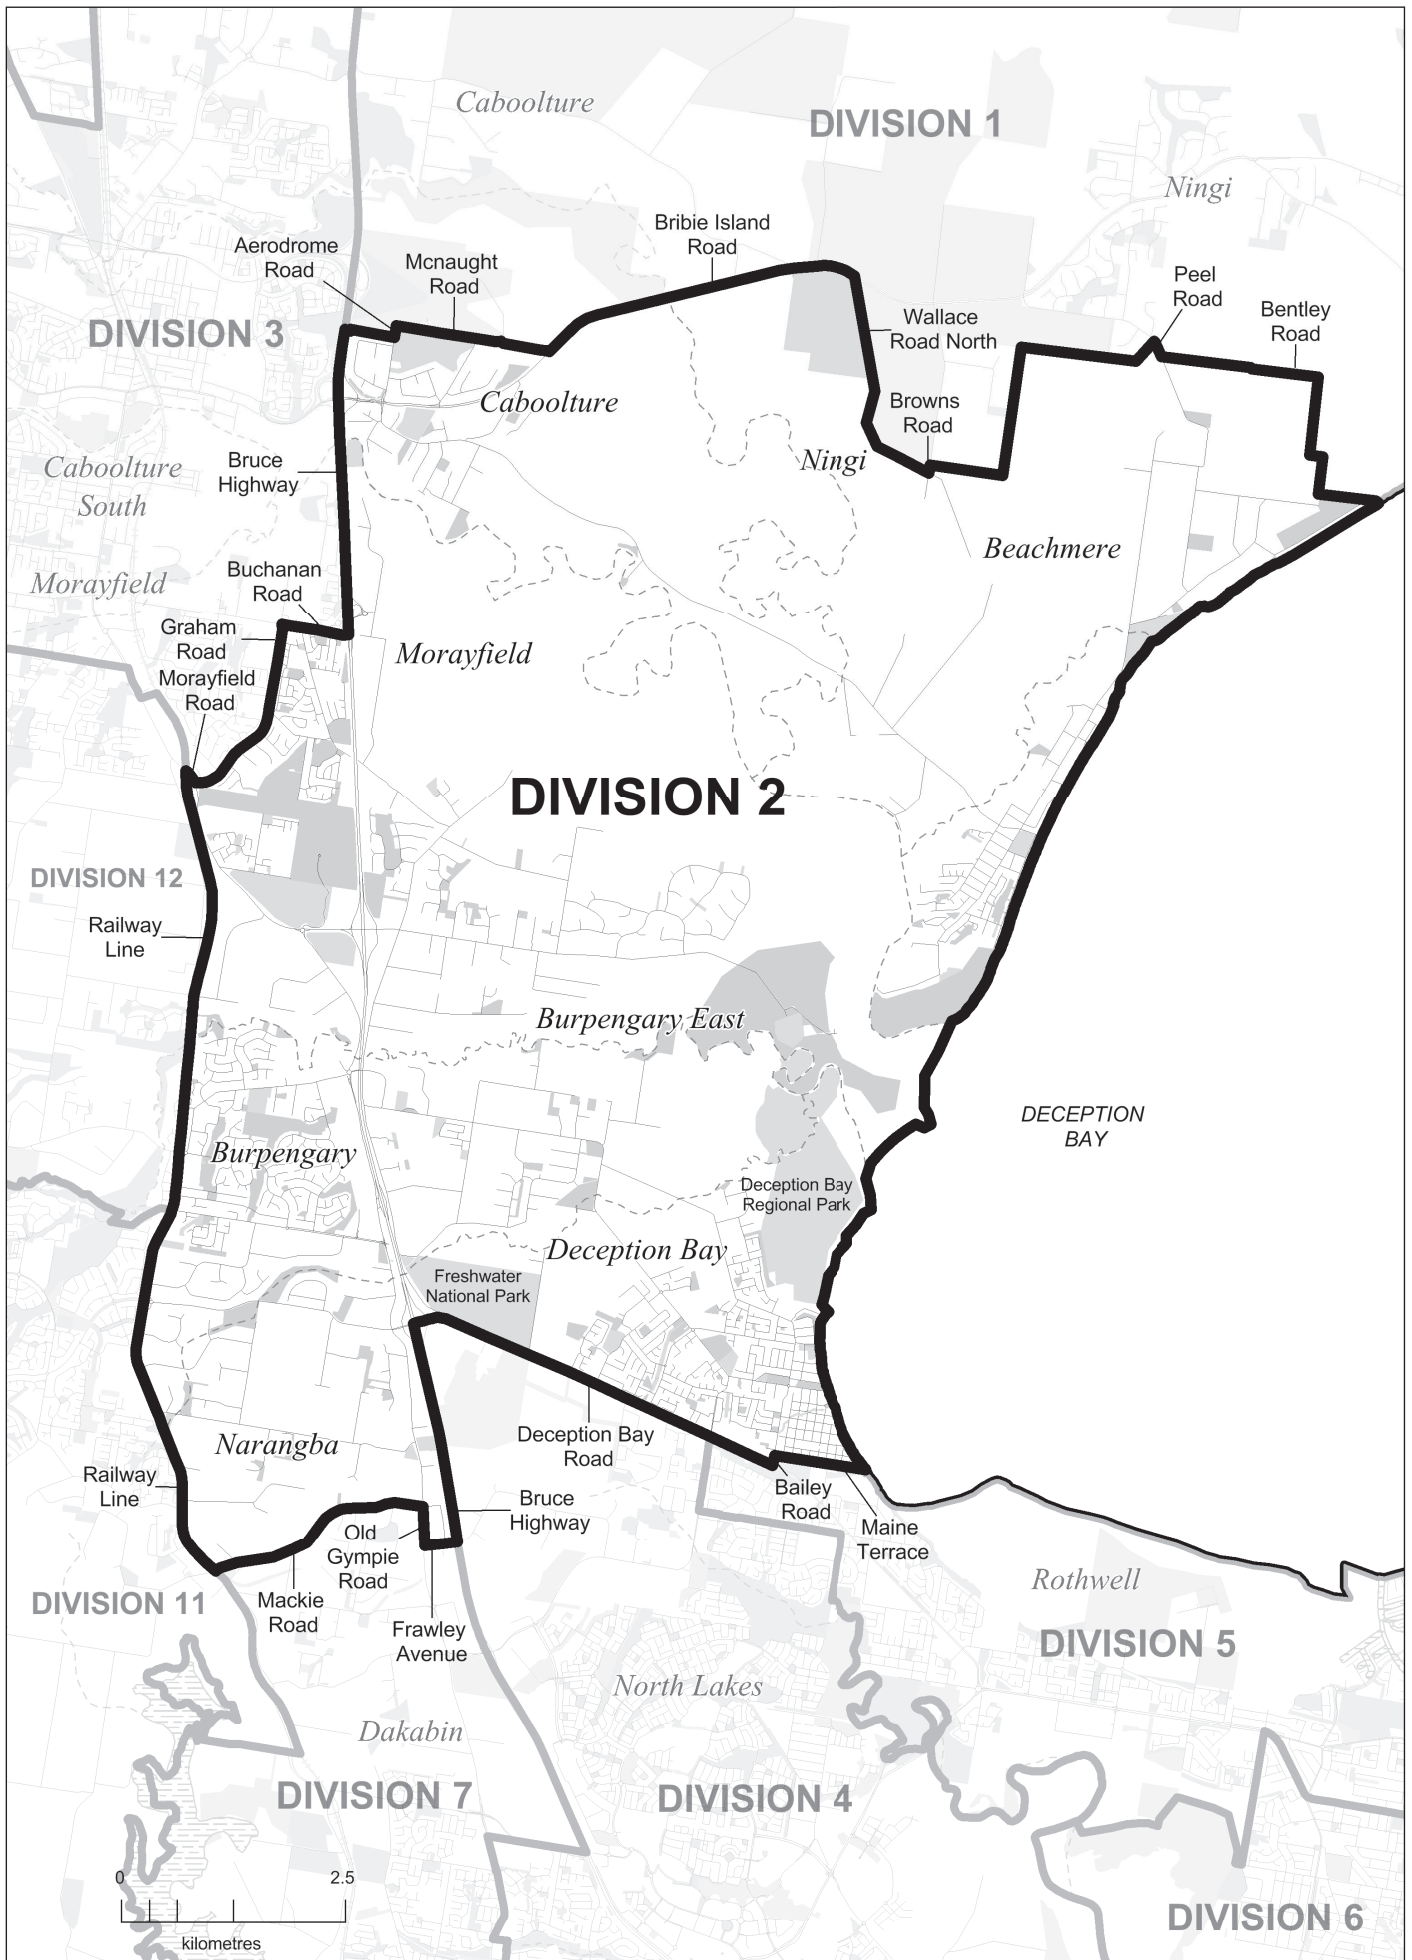 Caboolture
DIVISION 1
Ningi
Bribie Island
Road
Aerodrome
Road
Mcnaught
Road
Peel
Road
Bentley
Road
DIVISION 3
Wallace
Road North
Caboolture
Browns
Road
Caboolture
South
Bruce
Highway
Ningi
Beachmere
Morayfield
Buchanan
Road
Graham
Road
Morayfield
Morayfield
Road
DIVISION 2
DIVISION 12
Railway
Line
Burpengary East
DECEPTION
BAY
Burpengary
Deception Bay
Regional Park
Deception Bay
Freshwater
National Park
Narangba
Deception Bay
Road
Railway
Line
Bailey
Road
Bruce
Highway
Maine
Terrace
Old
Gympie
Road
Rothwell
DIVISION 11
Mackie
Road
Frawley
Avenue
DIVISION 5
North Lakes
Dakabin
DIVISION 7
DIVISION 4
0 2.5
kilometres
DIVISION 6